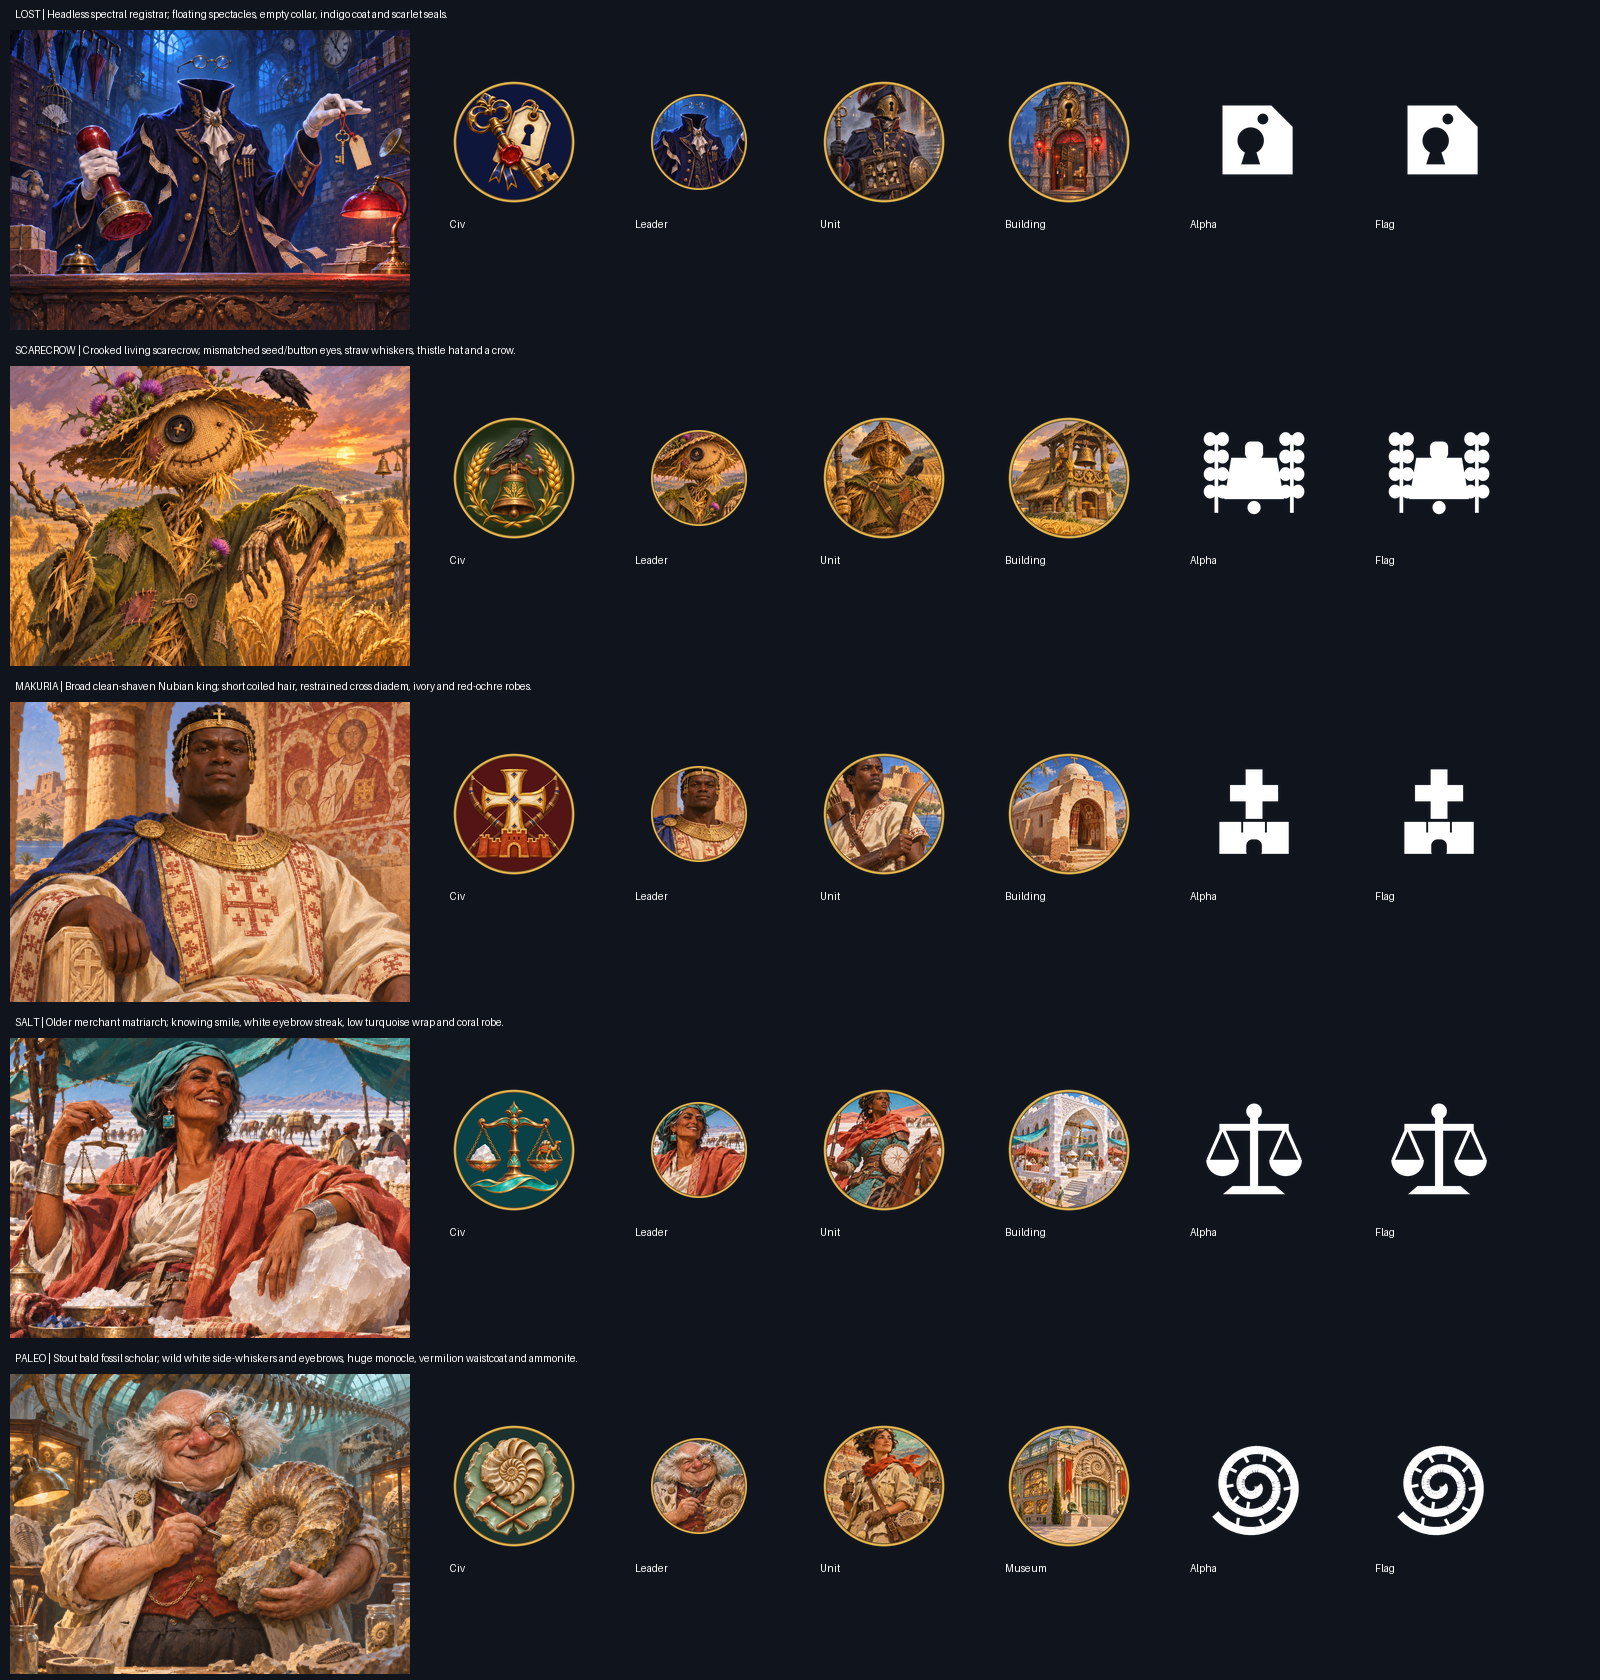 LOST | Headless spectral registrar; floating spectacles, empty collar, indigo coat and scarlet seals.
Civ
Leader
Unit
Building
Alpha
Flag
SCARECROW | Crooked living scarecrow; mismatched seed/button eyes, straw whiskers, thistle hat and a crow.
Civ
Leader
Unit
Building
Alpha
Flag
MAKURIA | Broad clean-shaven Nubian king; short coiled hair, restrained cross diadem, ivory and red-ochre robes.
Civ
Leader
Unit
Building
Alpha
Flag
SALT | Older merchant matriarch; knowing smile, white eyebrow streak, low turquoise wrap and coral robe.
Civ
Leader
Unit
Building
Alpha
Flag
PALEO | Stout bald fossil scholar; wild white side-whiskers and eyebrows, huge monocle, vermilion waistcoat and ammonite.
Civ
Leader
Unit
Museum
Alpha
Flag